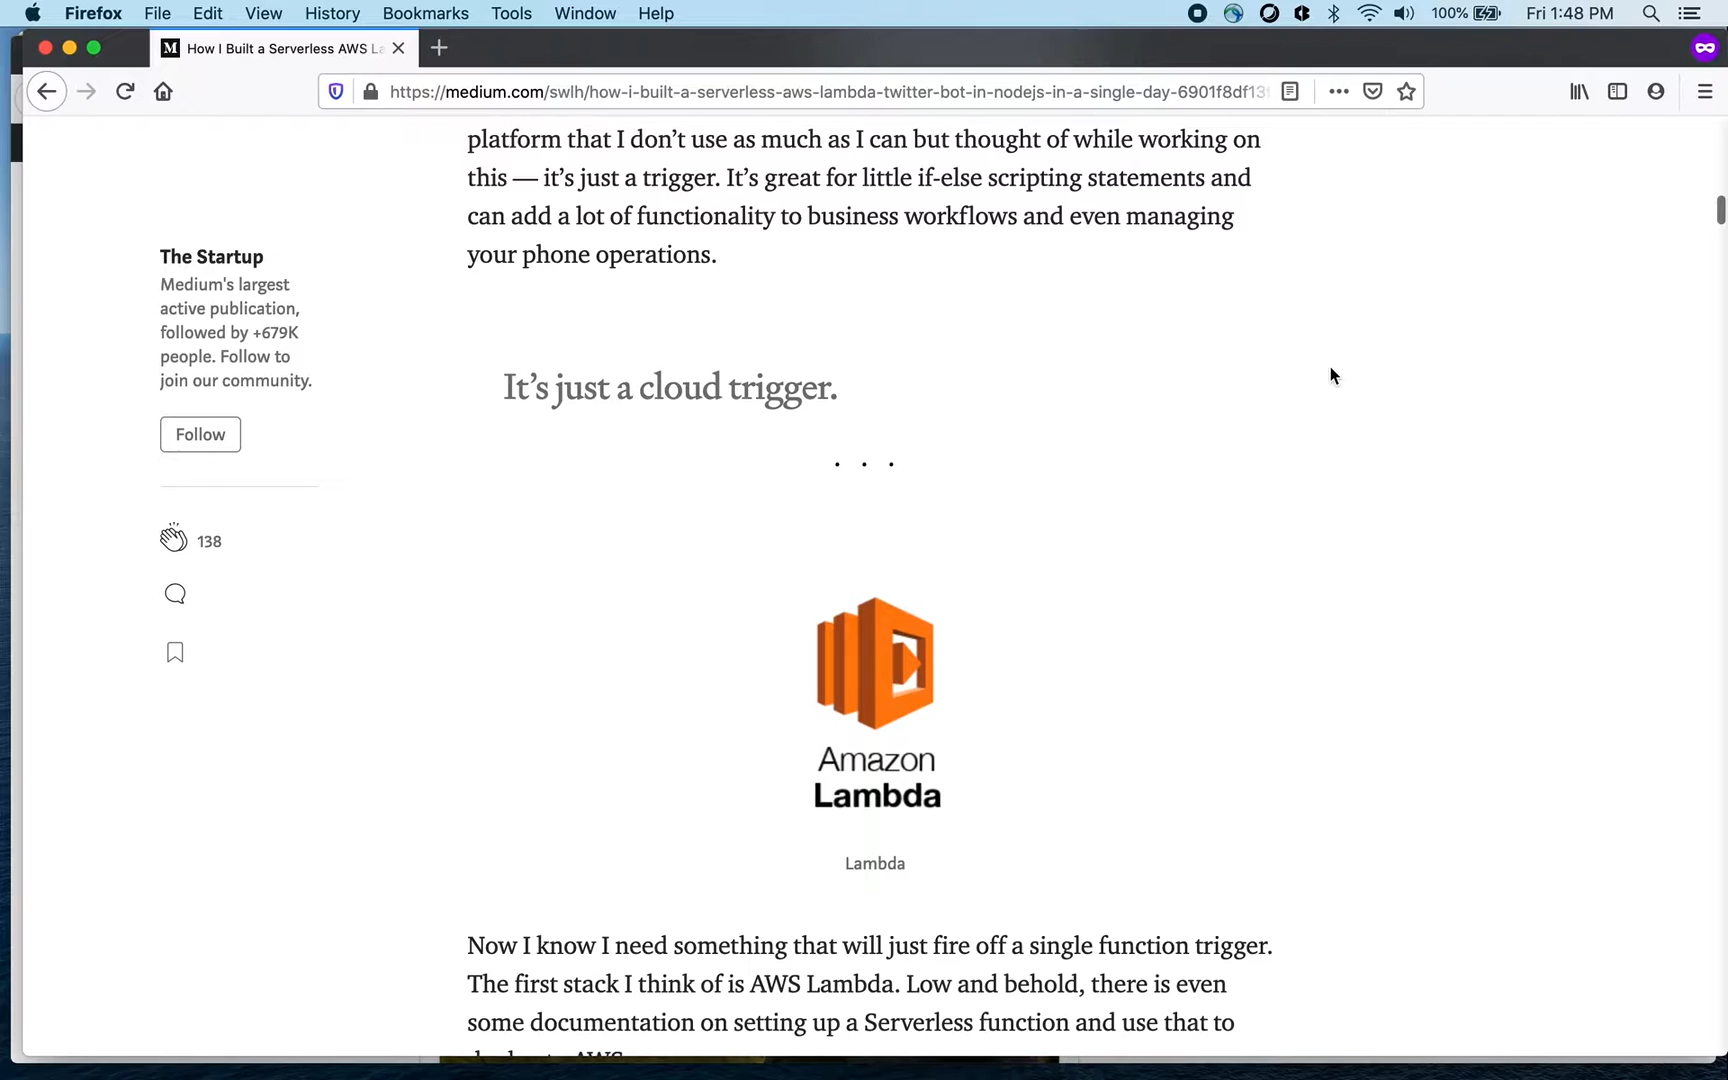 Firefox File Edit View History Bookmarks Tools Window Help 100% Fri 1:48 PM
M How I Built a Serverless AWS La
https://medium.com/swlh/how-i-built-a-serverless-aws-lambda-twitter-bot-in-nodejs-in-a-single-day-6901f8df13
platform that I don’t use as much as I can but thought of while working on
this — it’s just a trigger. It’s great for little if-else scripting statements and
can add a lot of functionality to business workflows and even managing
your phone operations.
The Startup
Medium's largest
active publication,
followed by +679K
people. Follow to
join our community.
Follow
138
It’s just a cloud trigger.
. . .
Amazon
Lambda
Lambda
Now I know I need something that will just fire off a single function trigger.
The first stack I think of is AWS Lambda. Low and behold, there is even
some documentation on setting up a Serverless function and use that to